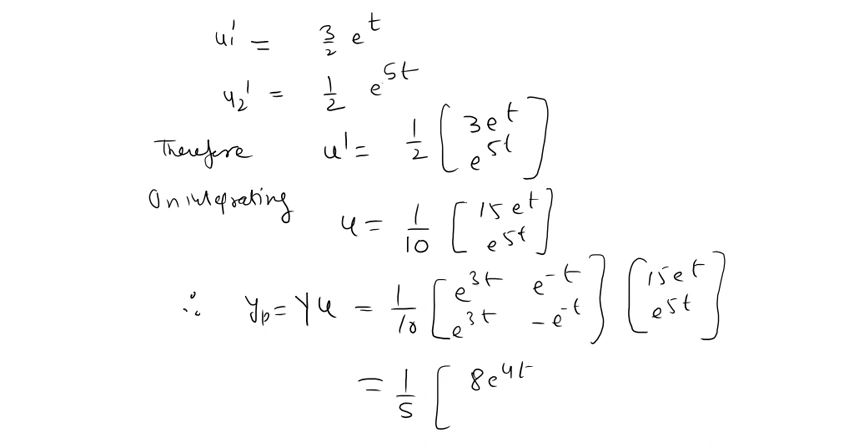 u₁' = 3/2 e^t
u₂' = 1/2 e^5t
Therefore u' = 1/2 [ 3e^t ; e^5t ]
On integrating u = 1/10 [ 15e^t ; e^5t ]
∴ y_p = Yu = 1/10 [ e^3t e^-t ; e^3t -e^-t ] [ 15e^t ; e^5t ]
= 1/5 [ 8e^4t